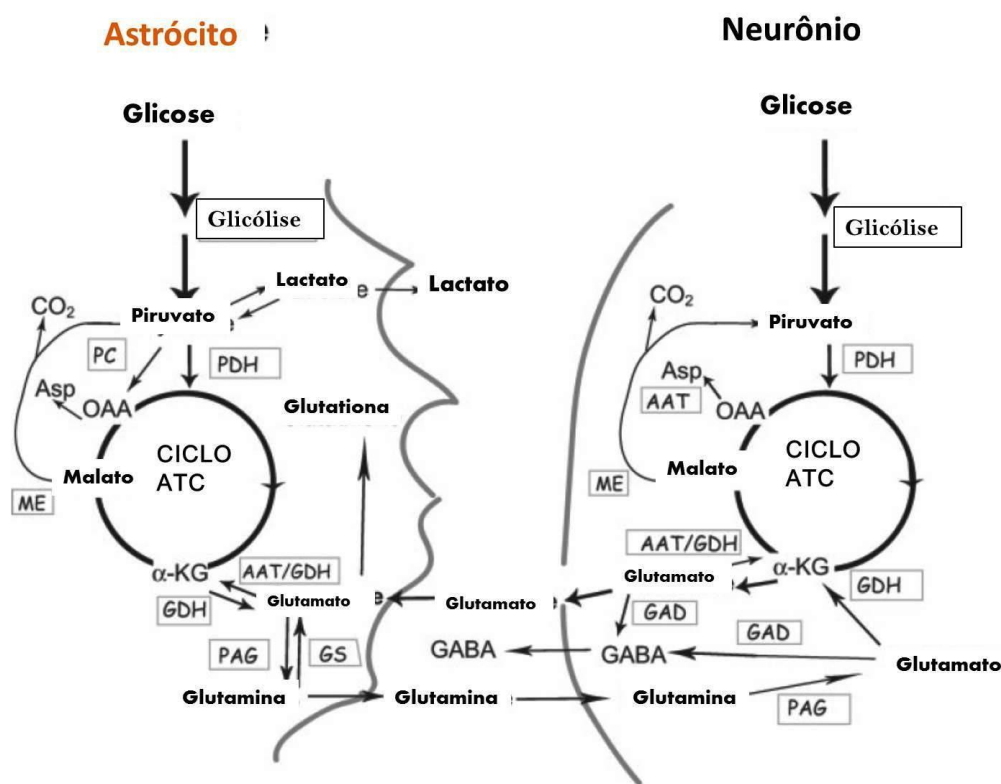 Astrócito
Neurônio
Glicose
Glicose
Glicólise
Glicólise
Lactato
Lactato
CO₂
Piruvato
CO₂
Piruvato
PC
PDH
PDH
Asp
OAA
Asp
AAT
OAA
Glutationa
CICLO
ATC
CICLO
ATC
Malato
Malato
ME
ME
α-KG
AAT/GDH
AAT/GDH
α-KG
GDH
Glutamato
Glutamato
Glutamato
GDH
PAG
GS
GABA
GAD
GABA
GAD
Glutamato
Glutamina
Glutamina
Glutamina
PAG